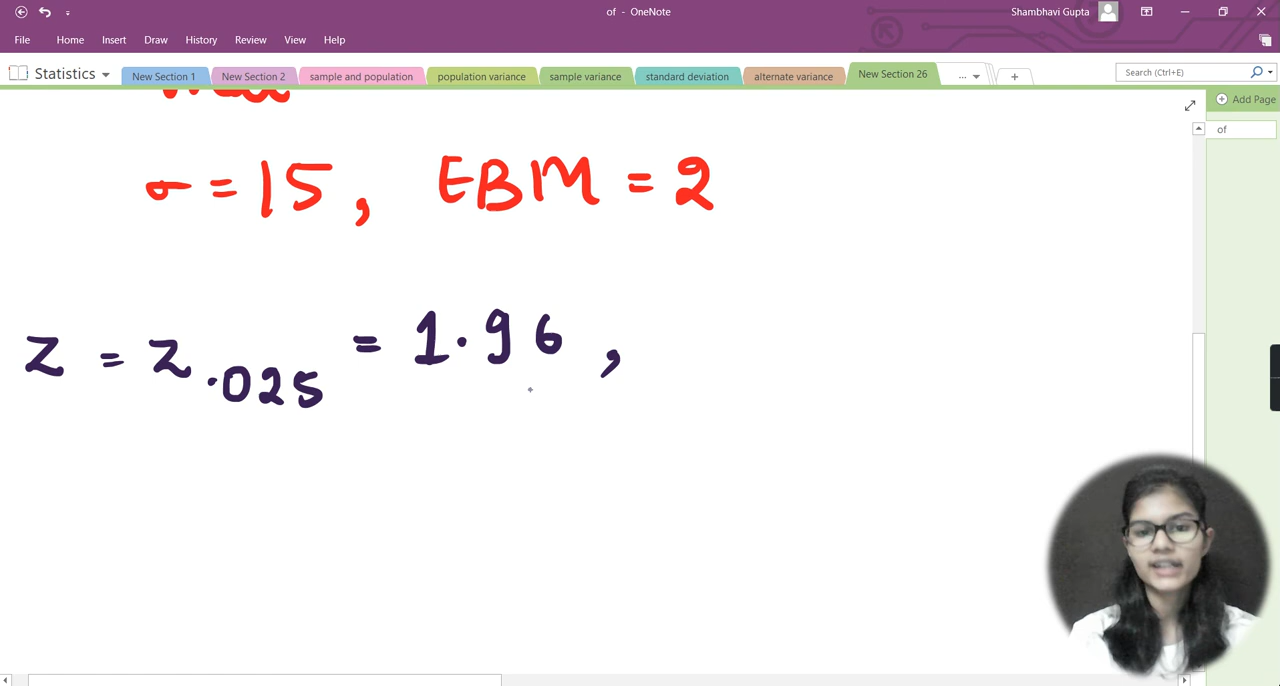 of - OneNote
Shambhavi Gupta
File Home Insert Draw History Review View Help
Statistics
New Section 1
New Section 2
sample and population
population variance
sample variance
standard deviation
alternate variance
New Section 26
...
Search (Ctrl+E)
Add Page
of
σ = 15, EBM = 2
Z = Z.025 = 1.96,